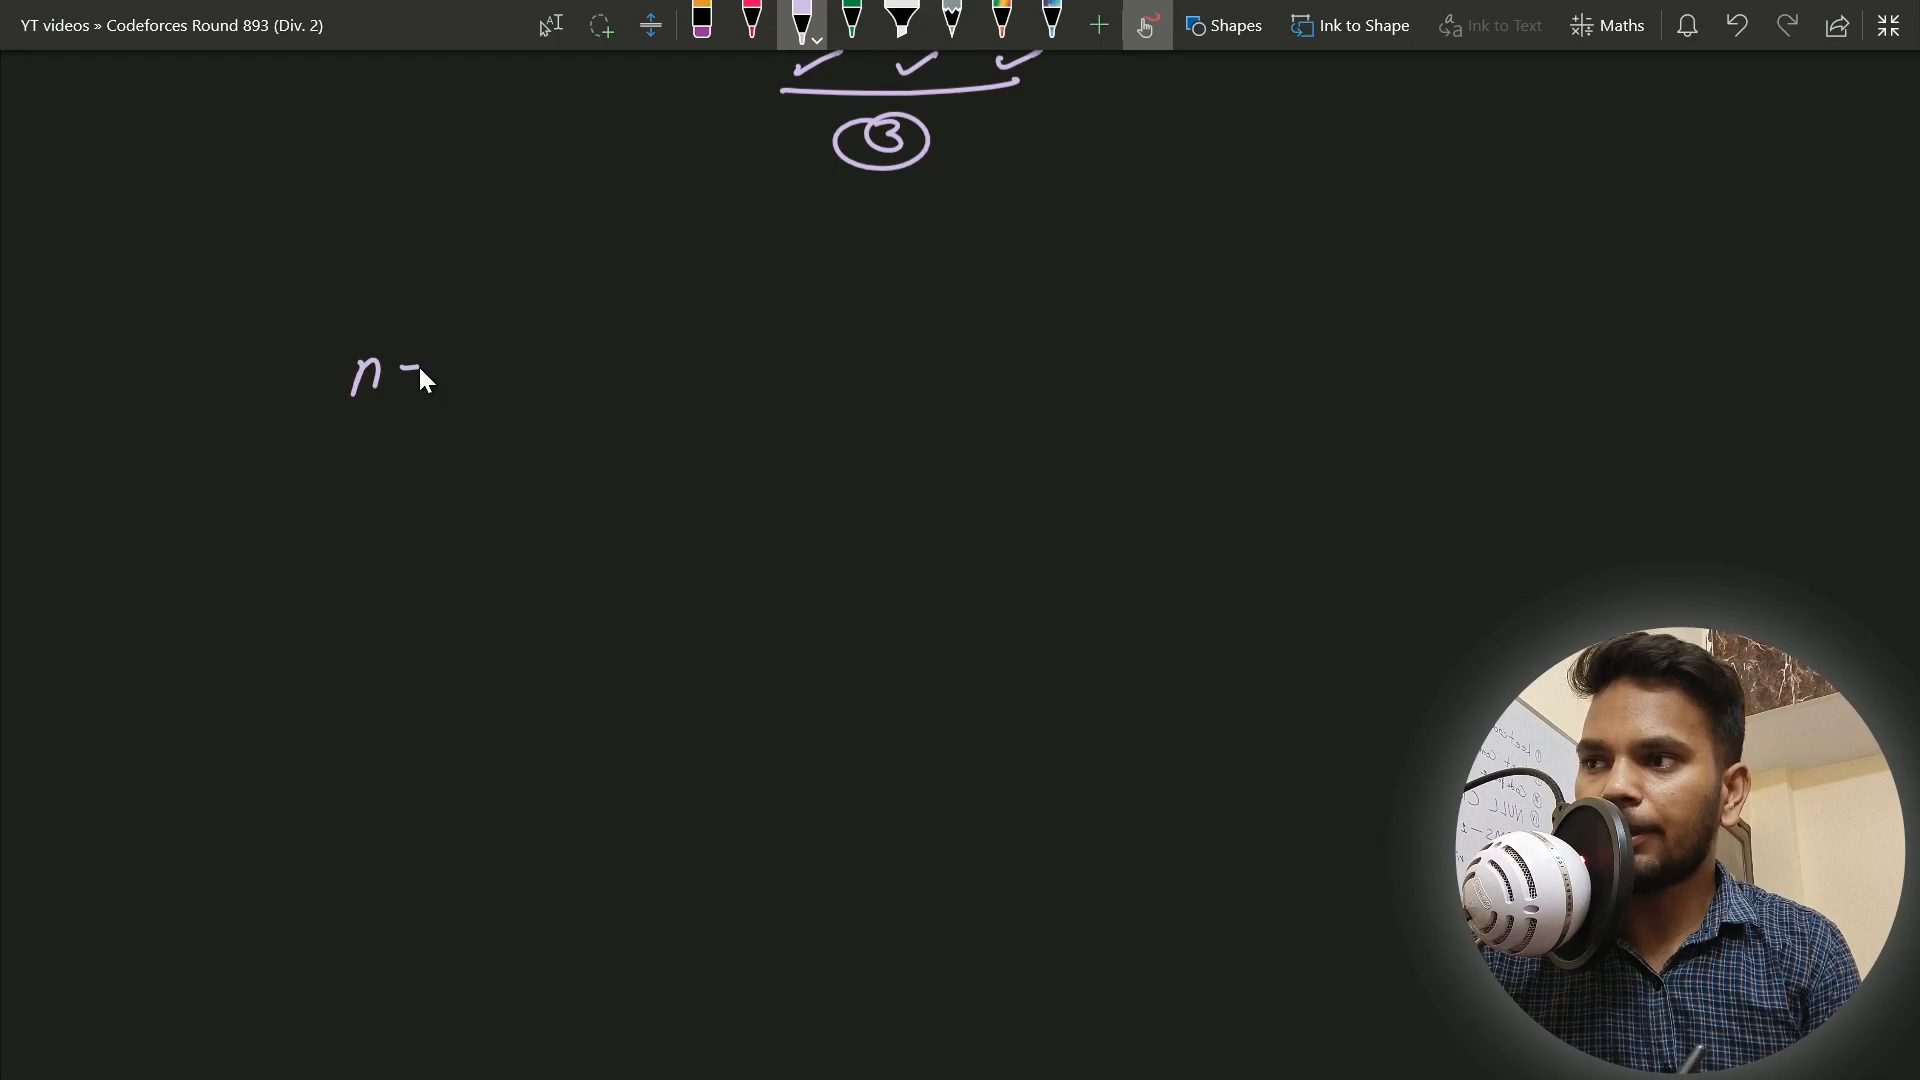 YT videos » Codeforces Round 893 (Div. 2)
Shapes
Ink to Shape
Ink to Text
Maths
3
n -